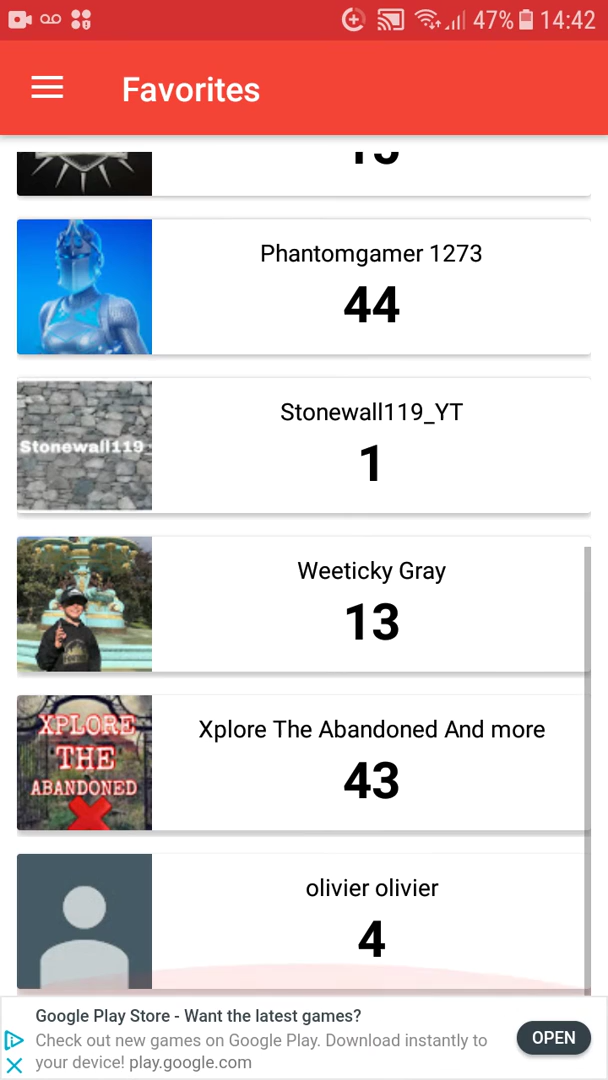 47% 14:42
Favorites
Phantomgamer 1273
44
Stonewall119
Stonewall119_YT
1
Weeticky Gray
13
XPLORE
THE
ABANDONED
Xplore The Abandoned And more
43
olivier olivier
4
Google Play Store - Want the latest games?
Check out new games on Google Play. Download instantly to
your device! play.google.com
OPEN